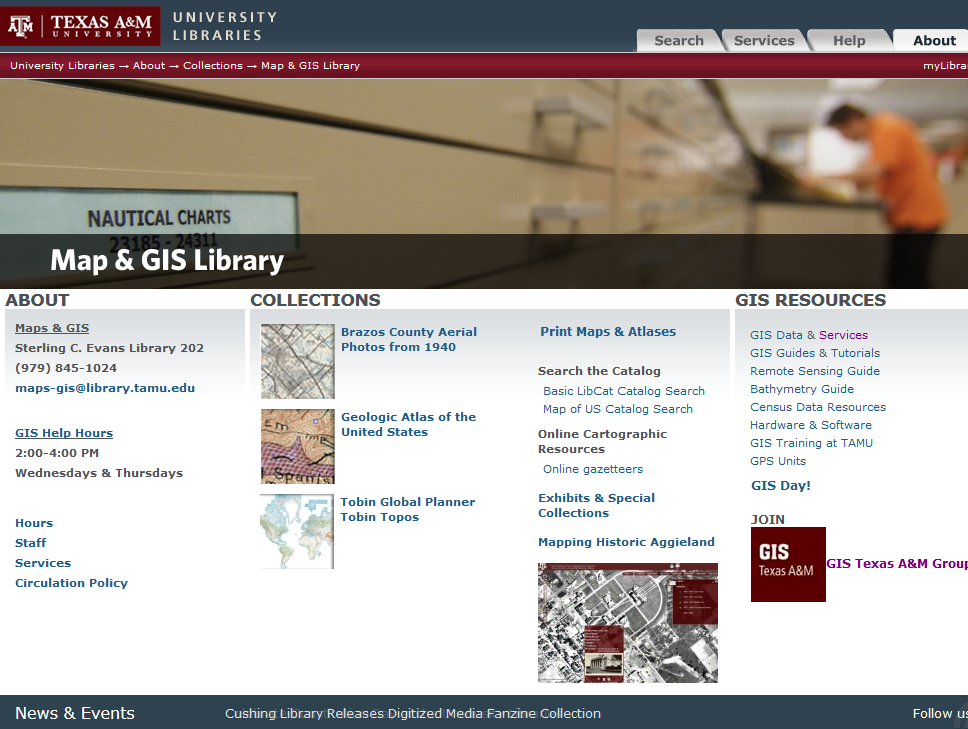 TEXAS A&M
UNIVERSITY
UNIVERSITY
LIBRARIES
Search
Services
Help
About
University Libraries → About → Collections → Map & GIS Library
NAUTICAL CHARTS
23185 - 24311
Map & GIS Library
ABOUT
Maps & GIS
Sterling C. Evans Library 202
(979) 845-1024
maps-gis@library.tamu.edu
GIS Help Hours
2:00-4:00 PM
Wednesdays & Thursdays
Hours
Staff
Services
Circulation Policy
COLLECTIONS
Brazos County Aerial
Photos from 1940
Geologic Atlas of the
United States
Tobin Global Planner
Tobin Topos
Print Maps & Atlases
Search the Catalog
Basic LibCat Catalog Search
Map of US Catalog Search
Online Cartographic
Resources
Online gazetteers
Exhibits & Special
Collections
Mapping Historic Aggieland
GIS RESOURCES
GIS Data & Services
GIS Guides & Tutorials
Remote Sensing Guide
Bathymetry Guide
Census Data Resources
Hardware & Software
GIS Training at TAMU
GPS Units
GIS Day!
JOIN
GIS
Texas A&M
GIS Texas A&M Group
News & Events
Cushing Library Releases Digitized Media Fanzine Collection
Follow us